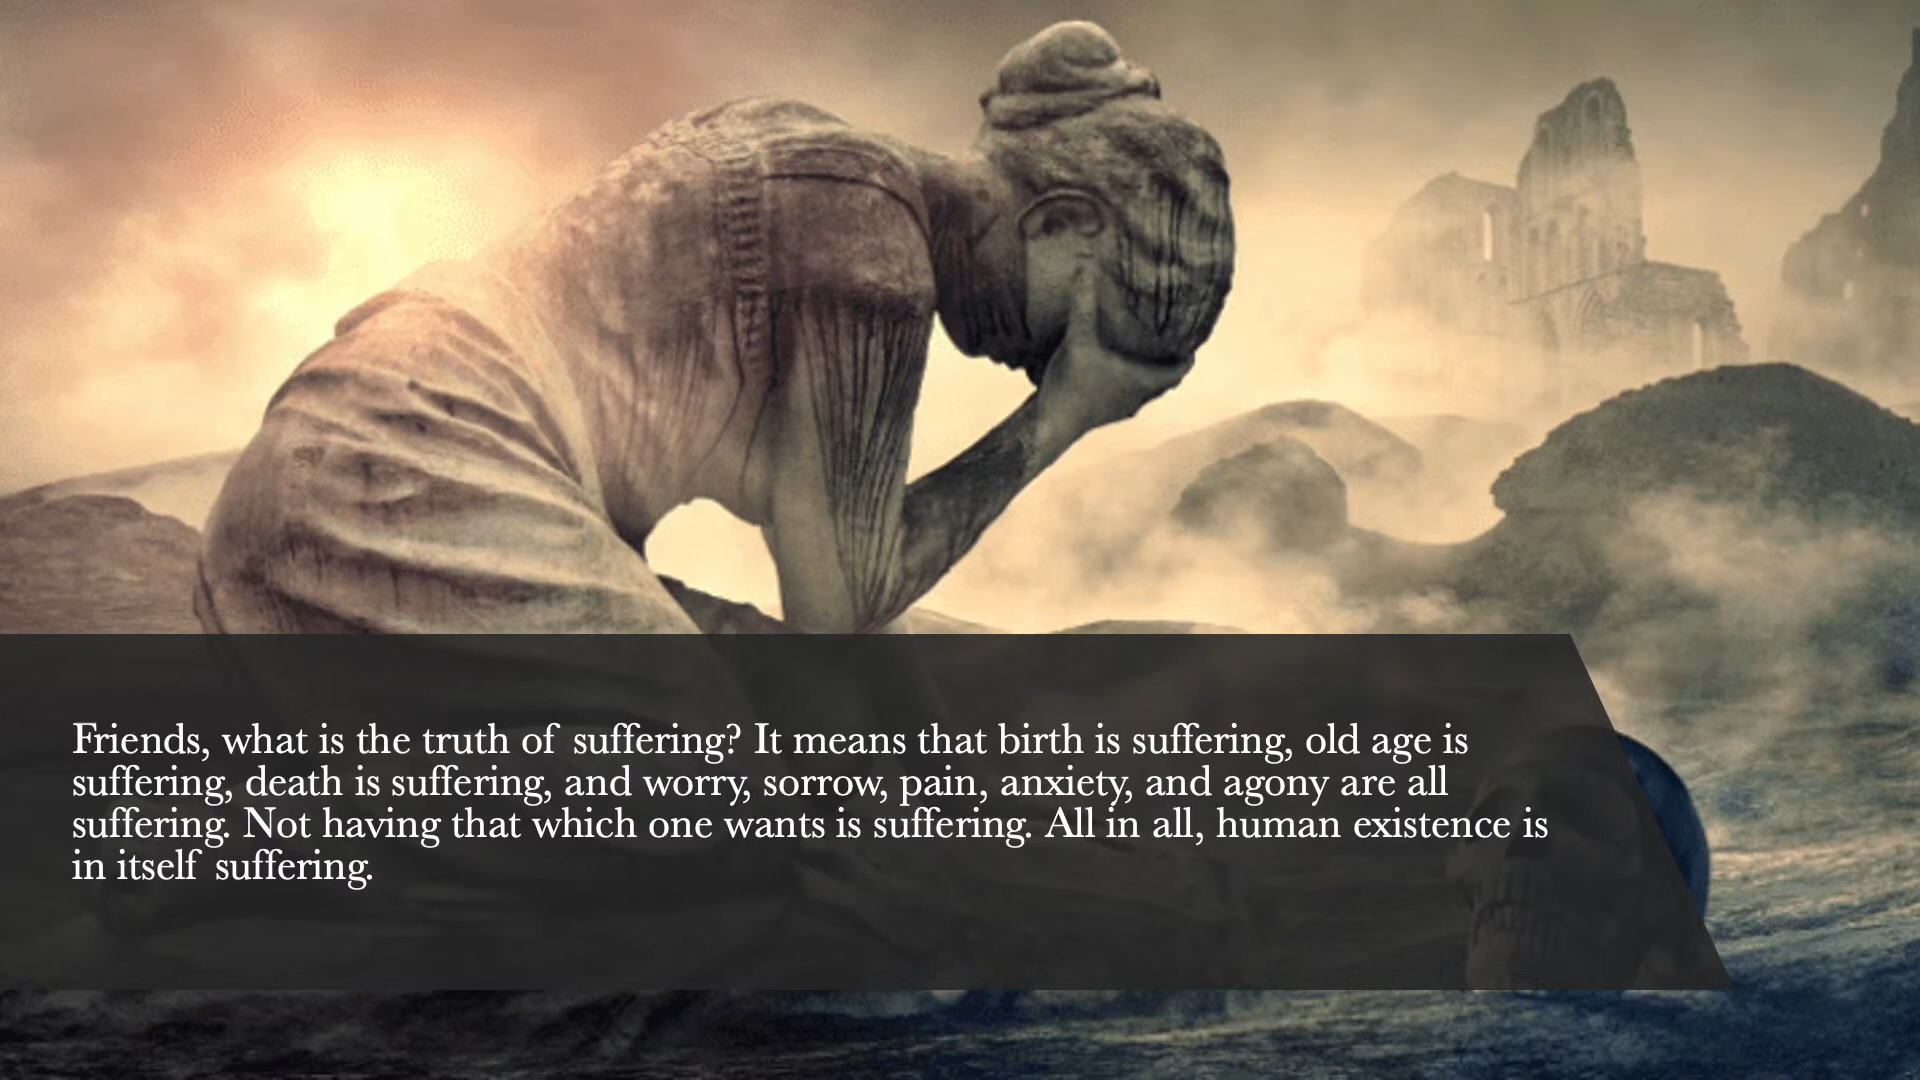 Friends, what is the truth of suffering? It means that birth is suffering, old age is
suffering, death is suffering, and worry, sorrow, pain, anxiety, and agony are all
suffering. Not having that which one wants is suffering. All in all, human existence is
in itself suffering.